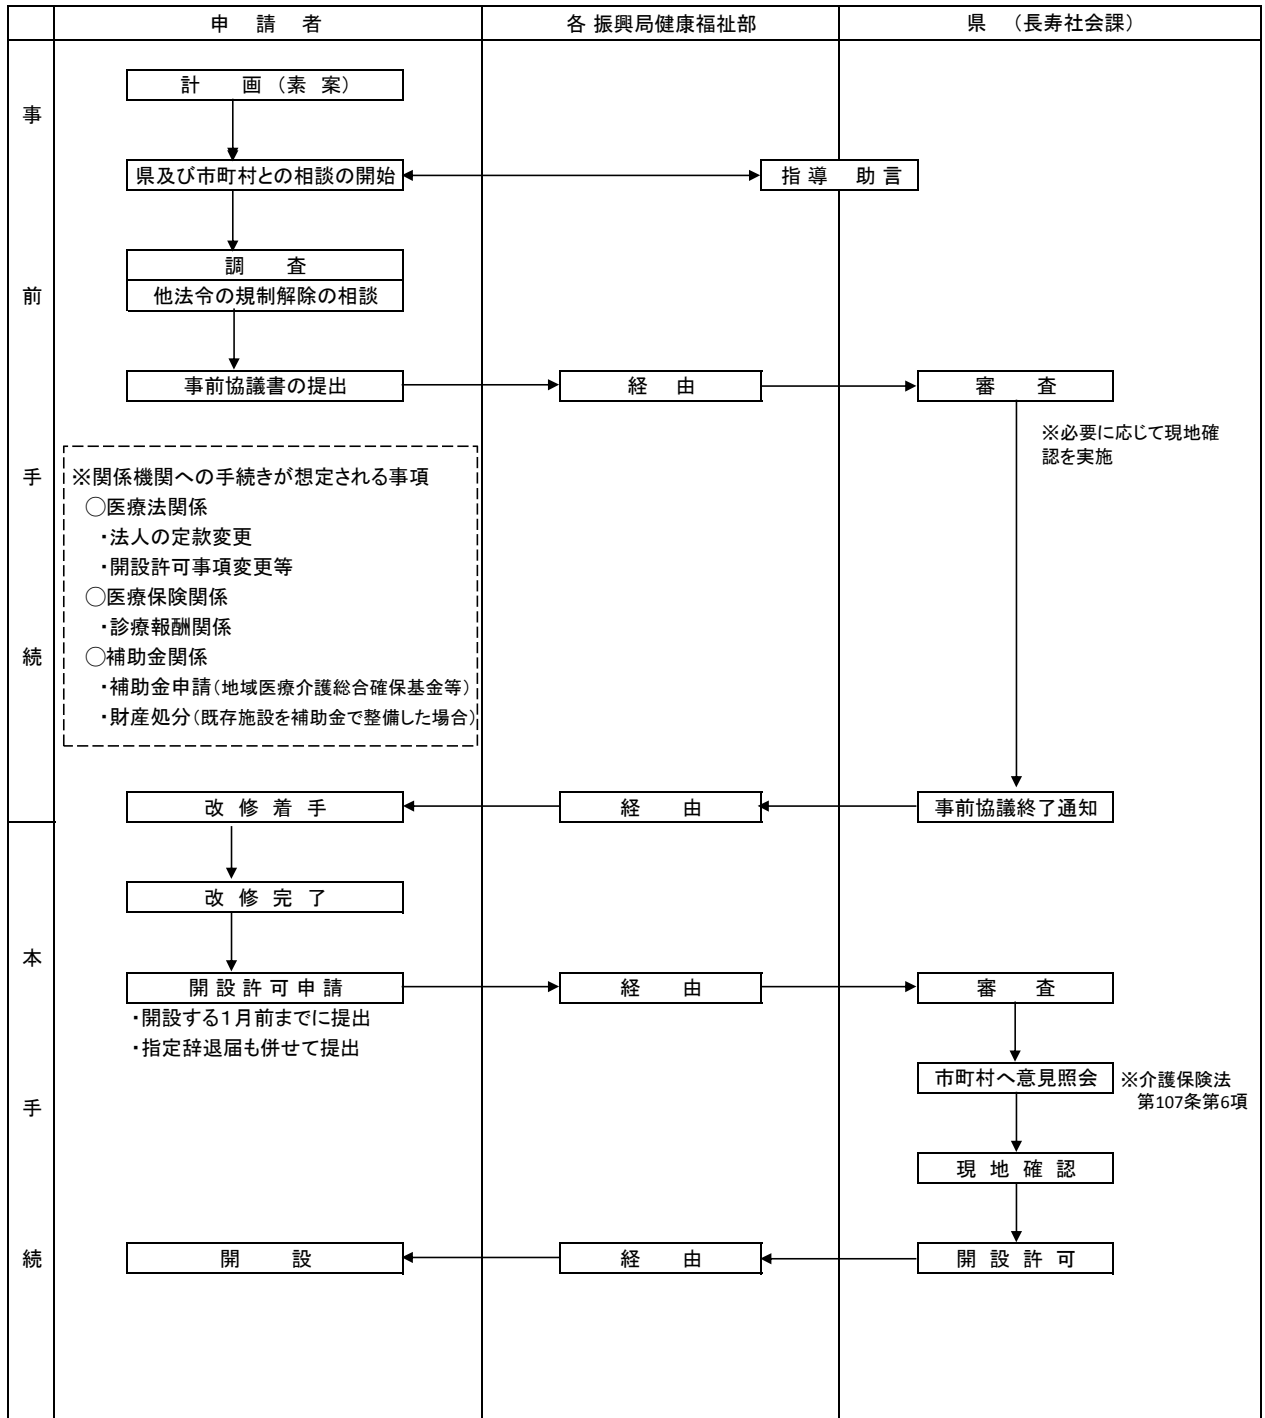 申 請 者
各 振興局健康福祉部
県 （長寿社会課）
事
前
手
続
計 画（素 案）
県及び市町村との相談の開始
指 導 助 言
調 査
他法令の規制解除の相談
事前協議書の提出
経 由
審 査
※必要に応じて現地確
認を実施
※関係機関への手続きが想定される事項
○医療法関係
・法人の定款変更
・開設許可事項変更等
○医療保険関係
・診療報酬関係
○補助金関係
・補助金申請（地域医療介護総合確保基金等）
・財産処分（既存施設を補助金で整備した場合）
改 修 着 手
経 由
事前協議終了通知
本
手
続
改 修 完 了
開 設 許 可 申 請
経 由
審 査
・開設する１月前までに提出
・指定辞退届も併せて提出
市町村へ意見照会
※介護保険法
第107条第6項
現 地 確 認
開 設
経 由
開 設 許 可